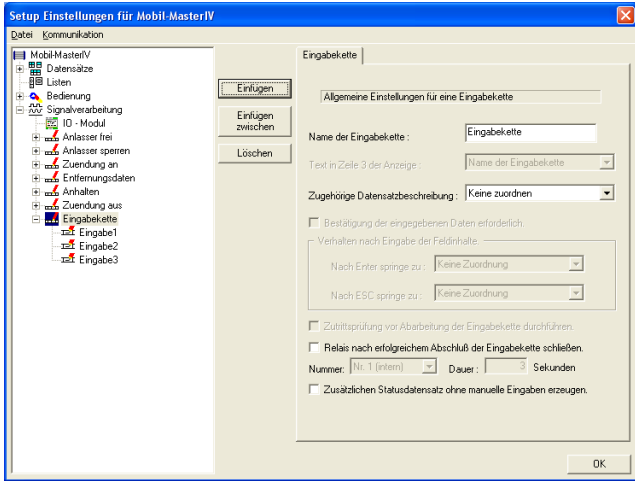 Setup Einstellungen für Mobil-MasterIV
Datei Kommunikation
Mobil-MasterIV
Datensätze
Listen
Bedienung
Signalverarbeitung
IO - Modul
Anlasser frei
Anlasser sperren
Zuendung an
Entfernungsdaten
Anhalten
Zuendung aus
Eingabekette
Eingabe1
Eingabe2
Eingabe3
Einfügen
Einfügen
zwischen
Löschen
Eingabekette
Allgemeine Einstellungen für eine Eingabekette
Name der Eingabekette : Eingabekette
Text in Zeile 3 der Anzeige : Name der Eingabekette
Zugehörige Datensatzbeschreibung : Keine zuordnen
Bestätigung der eingegebenen Daten erforderlich.
Verhalten nach Eingabe der Feldinhalte.
Nach Enter springe zu : Keine Zuordnung
Nach ESC springe zu : Keine Zuordnung
Zutrittsprüfung vor Abarbeitung der Eingabekette durchführen.
Relais nach erfolgreichem Abschluß der Eingabekette schließen.
Nummer: Nr. 1 (intern) Dauer : 3 Sekunden
Zusätzlichen Statusdatensatz ohne manuelle Eingaben erzeugen.
OK